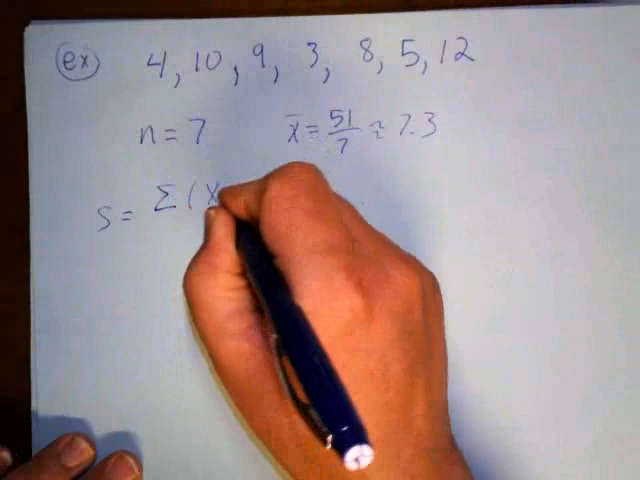 ex 4, 10, 9, 3, 8, 5, 12
n = 7 x̄ = 51/7 ≈ 7.3
s = Σ (x